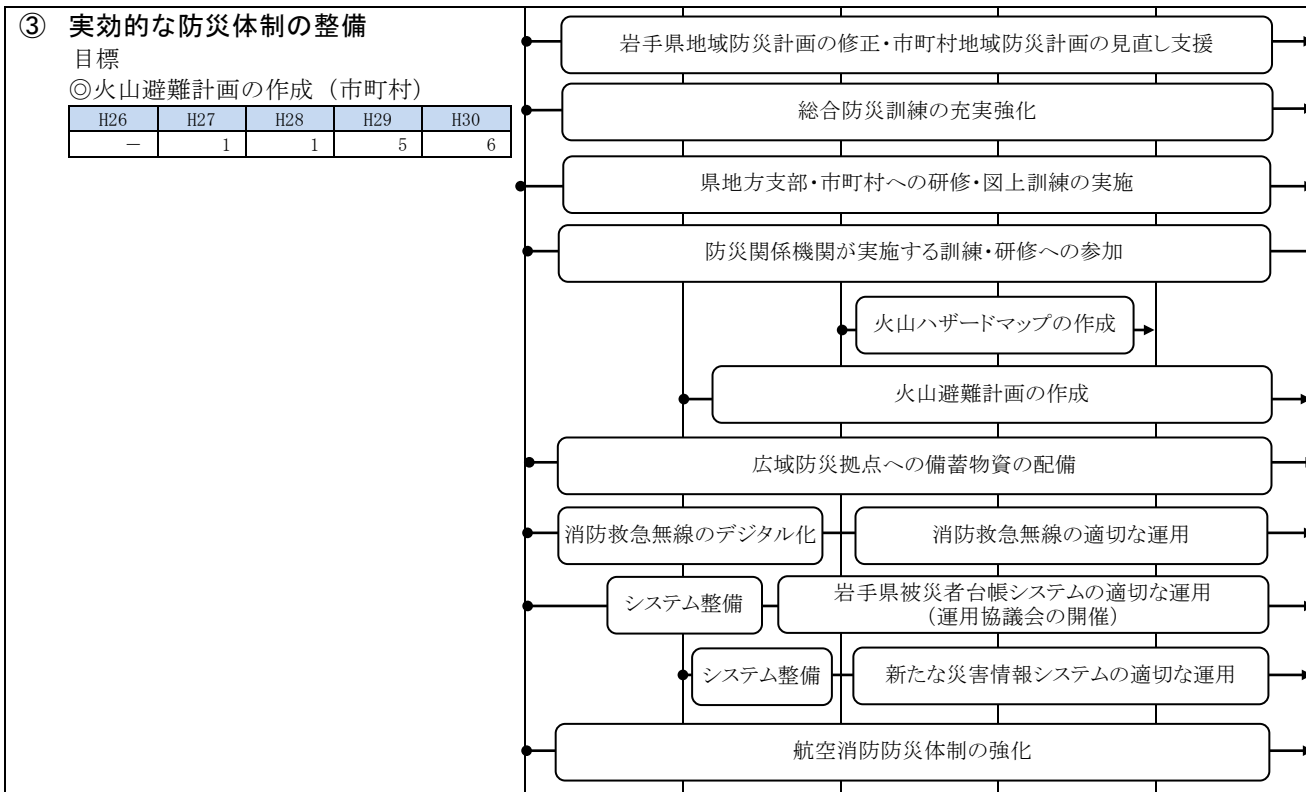 ③ 実効的な防災体制の整備
目標
◎火山避難計画の作成（市町村）
H26 H27 H28 H29 H30
－ 1 1 5 6
岩手県地域防災計画の修正・市町村地域防災計画の見直し支援
総合防災訓練の充実強化
県地方支部・市町村への研修・図上訓練の実施
防災関係機関が実施する訓練・研修への参加
火山ハザードマップの作成
火山避難計画の作成
広域防災拠点への備蓄物資の配備
消防救急無線のデジタル化 消防救急無線の適切な運用
システム整備 岩手県被災者台帳システムの適切な運用
（運用協議会の開催）
システム整備 新たな災害情報システムの適切な運用
航空消防防災体制の強化